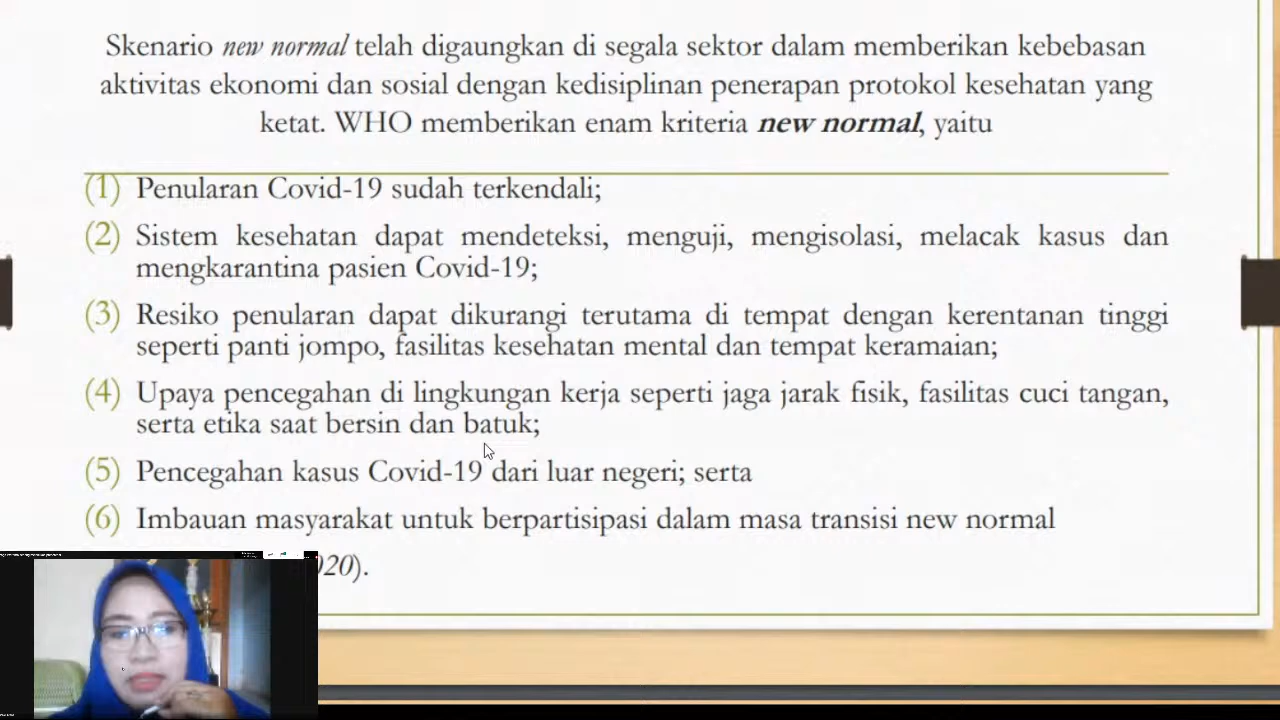 Skenario new normal telah digaungkan di segala sektor dalam memberikan kebebasan
aktivitas ekonomi dan sosial dengan kedisiplinan penerapan protokol kesehatan yang
ketat. WHO memberikan enam kriteria new normal, yaitu
(1) Penularan Covid-19 sudah terkendali;
(2) Sistem kesehatan dapat mendeteksi, menguji, mengisolasi, melacak kasus dan
mengkarantina pasien Covid-19;
(3) Resiko penularan dapat dikurangi terutama di tempat dengan kerentanan tinggi
seperti panti jompo, fasilitas kesehatan mental dan tempat keramaian;
(4) Upaya pencegahan di lingkungan kerja seperti jaga jarak fisik, fasilitas cuci tangan,
serta etika saat bersin dan batuk;
(5) Pencegahan kasus Covid-19 dari luar negeri; serta
(6) Imbauan masyarakat untuk berpartisipasi dalam masa transisi new normal
20).